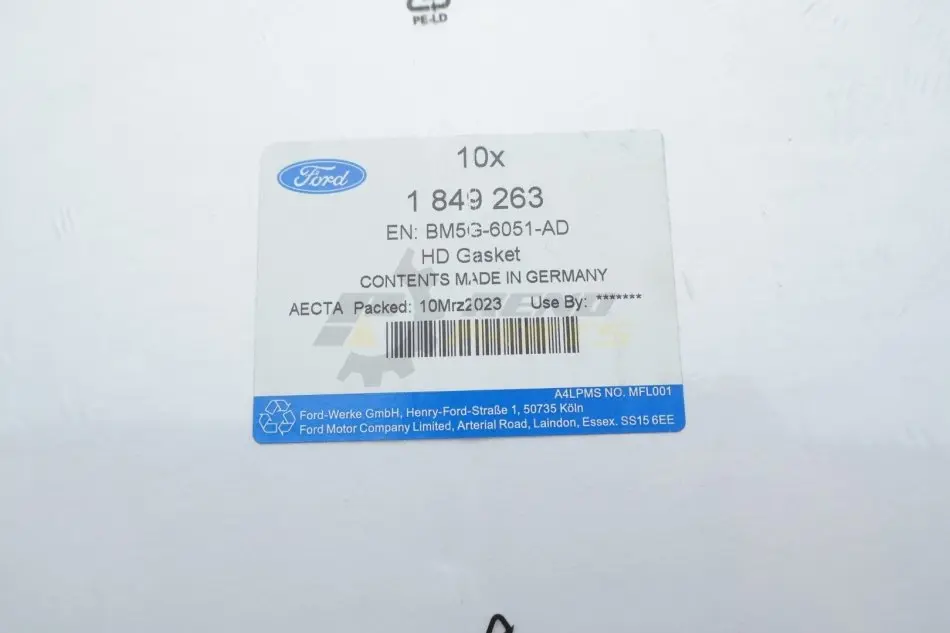 PE-LD
Ford
10x
1 849 263
EN: BM5G-6051-AD
HD Gasket
CONTENTS MADE IN GERMANY
AECTA Packed: 10Mrz2023 Use By: *******
A4LPMS NO. MFL001
Ford-Werke GmbH, Henry-Ford-Straße 1, 50735 Köln
Ford Motor Company Limited, Arterial Road, Laindon, Essex. SS15 6EE